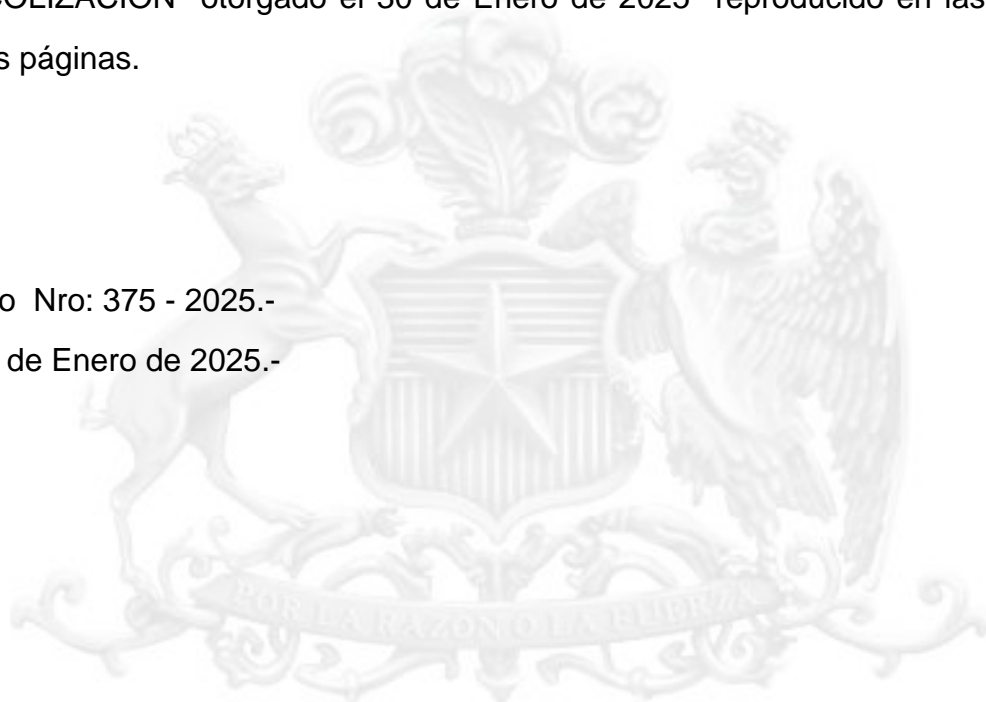 otorgado el 30 de Enero de 2025 reproducido en las
s páginas.
o Nro: 375 - 2025.-
de Enero de 2025.-
POR LA RAZON O LA FUERZA